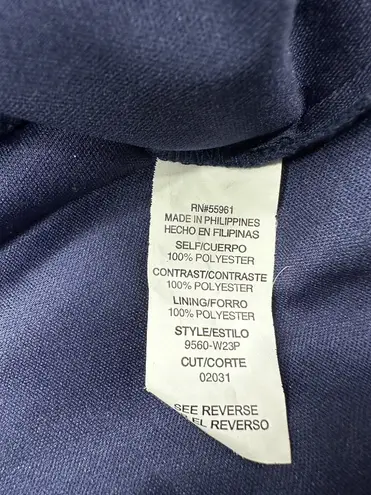 RN#55961
MADE IN PHILIPPINES
HECHO EN FILIPINAS
SELF/CUERPO
100% POLYESTER
CONTRAST/CONTRASTE
100% POLYESTER
LINING/FORRO
100% POLYESTER
STYLE/ESTILO
9560-W23P
CUT/CORTE
02031
SEE REVERSE
EL REVERSO